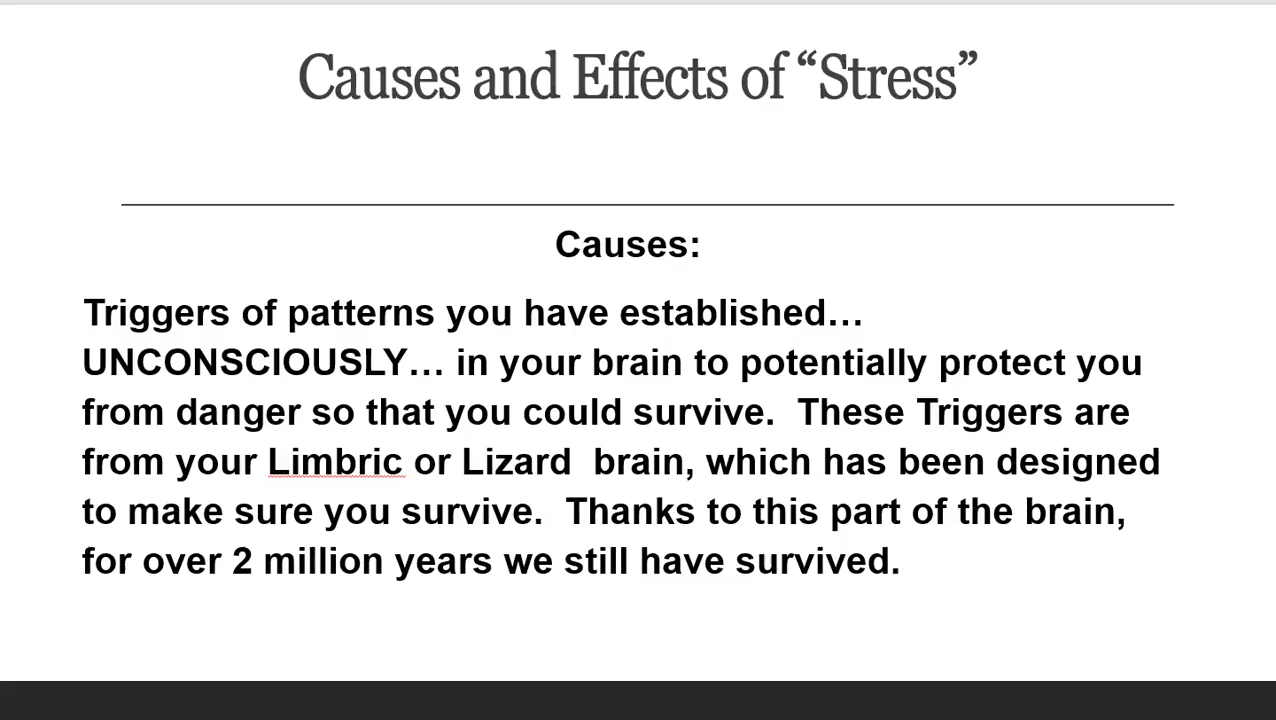 Causes and Effects of “Stress”
Causes:
Triggers of patterns you have established…
UNCONSCIOUSLY… in your brain to potentially protect you
from danger so that you could survive.  These Triggers are
from your Limbric or Lizard  brain, which has been designed
to make sure you survive.  Thanks to this part of the brain,
for over 2 million years we still have survived.